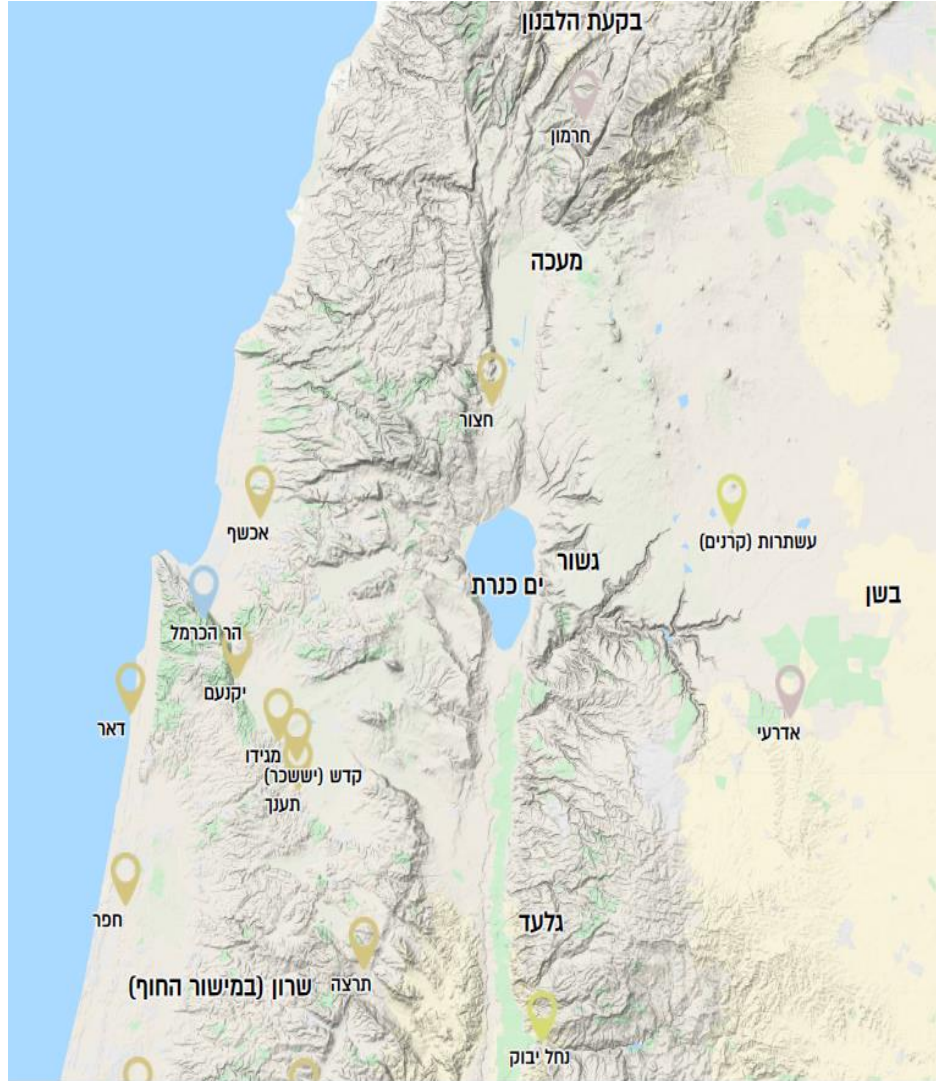 בקעת הלבנון
חרמון
מעכה
חצור
אכשף
עשתרות (קרנים)
גשור
ים כנרת
בשן
הר הכרמל
יקנעם
דאר
אדרעי
מגידו
קדש (יששכר)
תענך
חפר
גלעד
תרצה
שרון (במישור החוף)
נחל יבוק